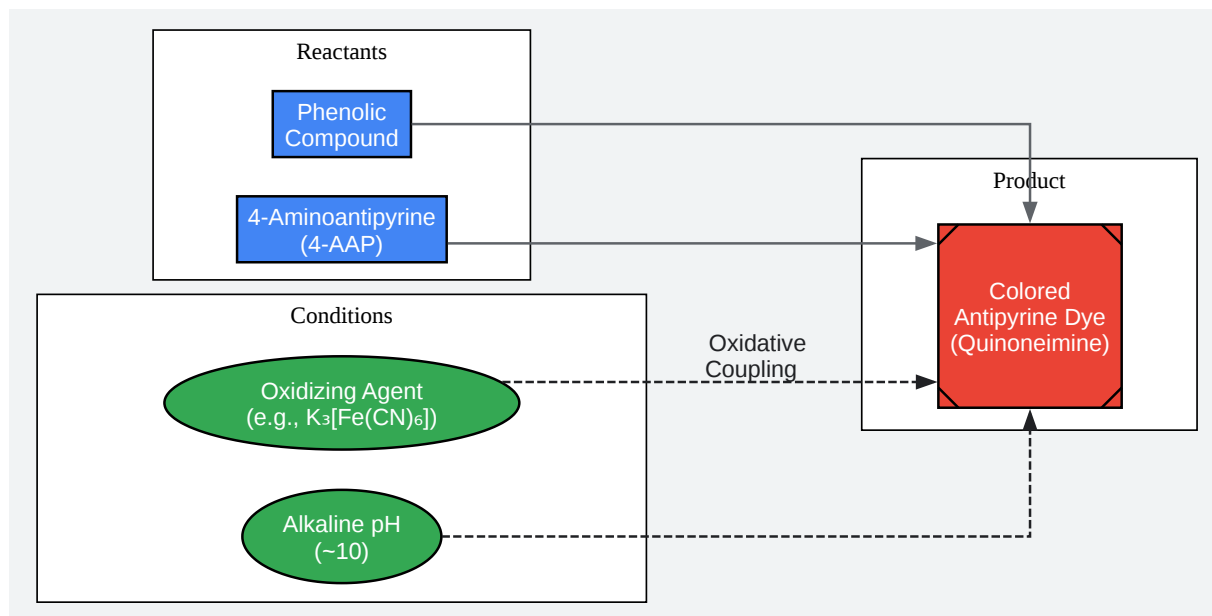 Reactants
Phenolic
Compound
4-Aminoantipyrine
(4-AAP)
Conditions
Oxidizing Agent
(e.g., K₃[Fe(CN)₆])
Alkaline pH
(~10)
Oxidative
Coupling
Product
Colored
Antipyrine Dye
(Quinoneimine)